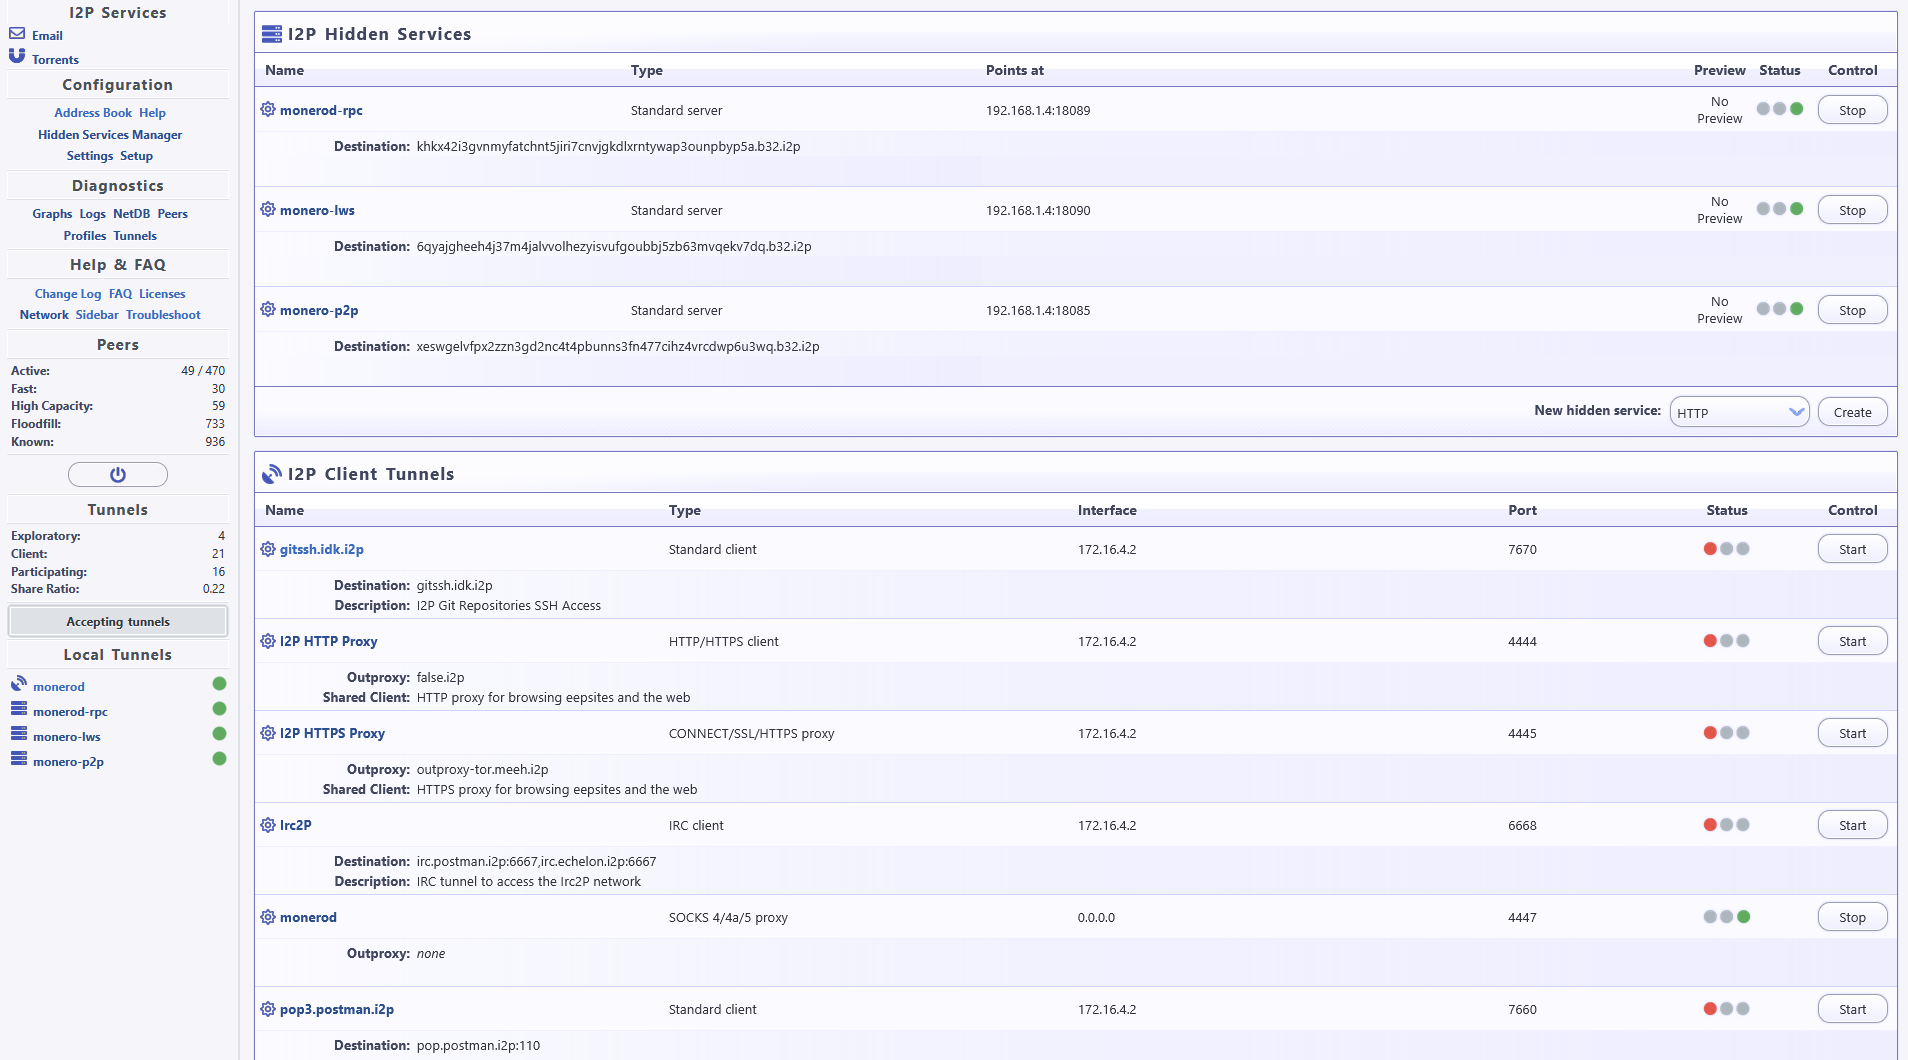 I2P Services
Email
Torrents
Configuration
Address Book Help
Hidden Services Manager
Settings Setup
Diagnostics
Graphs Logs NetDB Peers
Profiles Tunnels
Help & FAQ
Change Log FAQ Licenses
Network Sidebar Troubleshoot
Peers
Active: 49 / 470
Fast: 30
High Capacity: 59
Floodfill: 733
Known: 936
Tunnels
Exploratory: 4
Client: 21
Participating: 16
Share Ratio: 0.22
Accepting tunnels
Local Tunnels
monerod
monerod-rpc
monero-lws
monero-p2p
I2P Hidden Services
Name Type Points at Preview Status Control
monerod-rpc Standard server 192.168.1.4:18089 No Preview Stop
Destination: khkx42i3gvnmyfatchnt5jiri7cnvjgkdlxrntywap3ounpbyp5a.b32.i2p
monero-lws Standard server 192.168.1.4:18090 No Preview Stop
Destination: 6qyajgheeh4j37m4jalvvolhezyisvufgoubbj5zb63mvqekv7dq.b32.i2p
monero-p2p Standard server 192.168.1.4:18085 No Preview Stop
Destination: xeswgelvfpx2zzn3gd2nc4t4pbunns3fn477cihz4vrcdwp6u3wq.b32.i2p
New hidden service: HTTP Create
I2P Client Tunnels
Name Type Interface Port Status Control
gitssh.idk.i2p Standard client 172.16.4.2 7670 Start
Destination: gitssh.idk.i2p
Description: I2P Git Repositories SSH Access
I2P HTTP Proxy HTTP/HTTPS client 172.16.4.2 4444 Start
Outproxy: false.i2p
Shared Client: HTTP proxy for browsing eepsites and the web
I2P HTTPS Proxy CONNECT/SSL/HTTPS proxy 172.16.4.2 4445 Start
Outproxy: outproxy-tor.meeh.i2p
Shared Client: HTTPS proxy for browsing eepsites and the web
Irc2P IRC client 172.16.4.2 6668 Start
Destination: irc.postman.i2p:6667,irc.echelon.i2p:6667
Description: IRC tunnel to access the Irc2P network
monerod SOCKS 4/4a/5 proxy 0.0.0.0 4447 Stop
Outproxy: none
pop3.postman.i2p Standard client 172.16.4.2 7660 Start
Destination: pop.postman.i2p:110